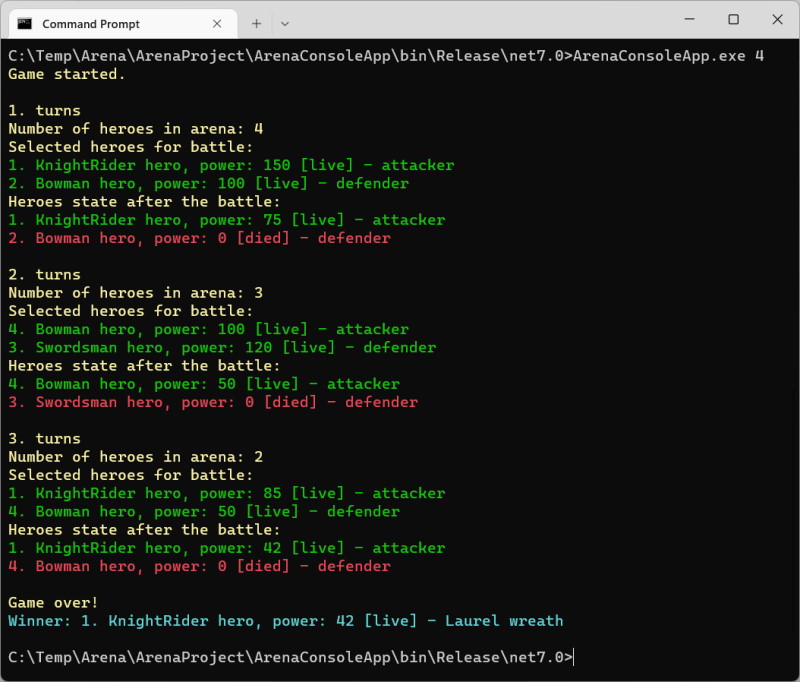 Command Prompt
C:\Temp\Arena\ArenaProject\ArenaConsoleApp\bin\Release\net7.0>ArenaConsoleApp.exe 4
Game started.
1. turns
Number of heroes in arena: 4
Selected heroes for battle:
1. KnightRider hero, power: 150 [live] - attacker
2. Bowman hero, power: 100 [live] - defender
Heroes state after the battle:
1. KnightRider hero, power: 75 [live] - attacker
2. Bowman hero, power: 0 [died] - defender
2. turns
Number of heroes in arena: 3
Selected heroes for battle:
4. Bowman hero, power: 100 [live] - attacker
3. Swordsman hero, power: 120 [live] - defender
Heroes state after the battle:
4. Bowman hero, power: 50 [live] - attacker
3. Swordsman hero, power: 0 [died] - defender
3. turns
Number of heroes in arena: 2
Selected heroes for battle:
1. KnightRider hero, power: 85 [live] - attacker
4. Bowman hero, power: 50 [live] - defender
Heroes state after the battle:
1. KnightRider hero, power: 42 [live] - attacker
4. Bowman hero, power: 0 [died] - defender
Game over!
Winner: 1. KnightRider hero, power: 42 [live] - Laurel wreath
C:\Temp\Arena\ArenaProject\ArenaConsoleApp\bin\Release\net7.0>